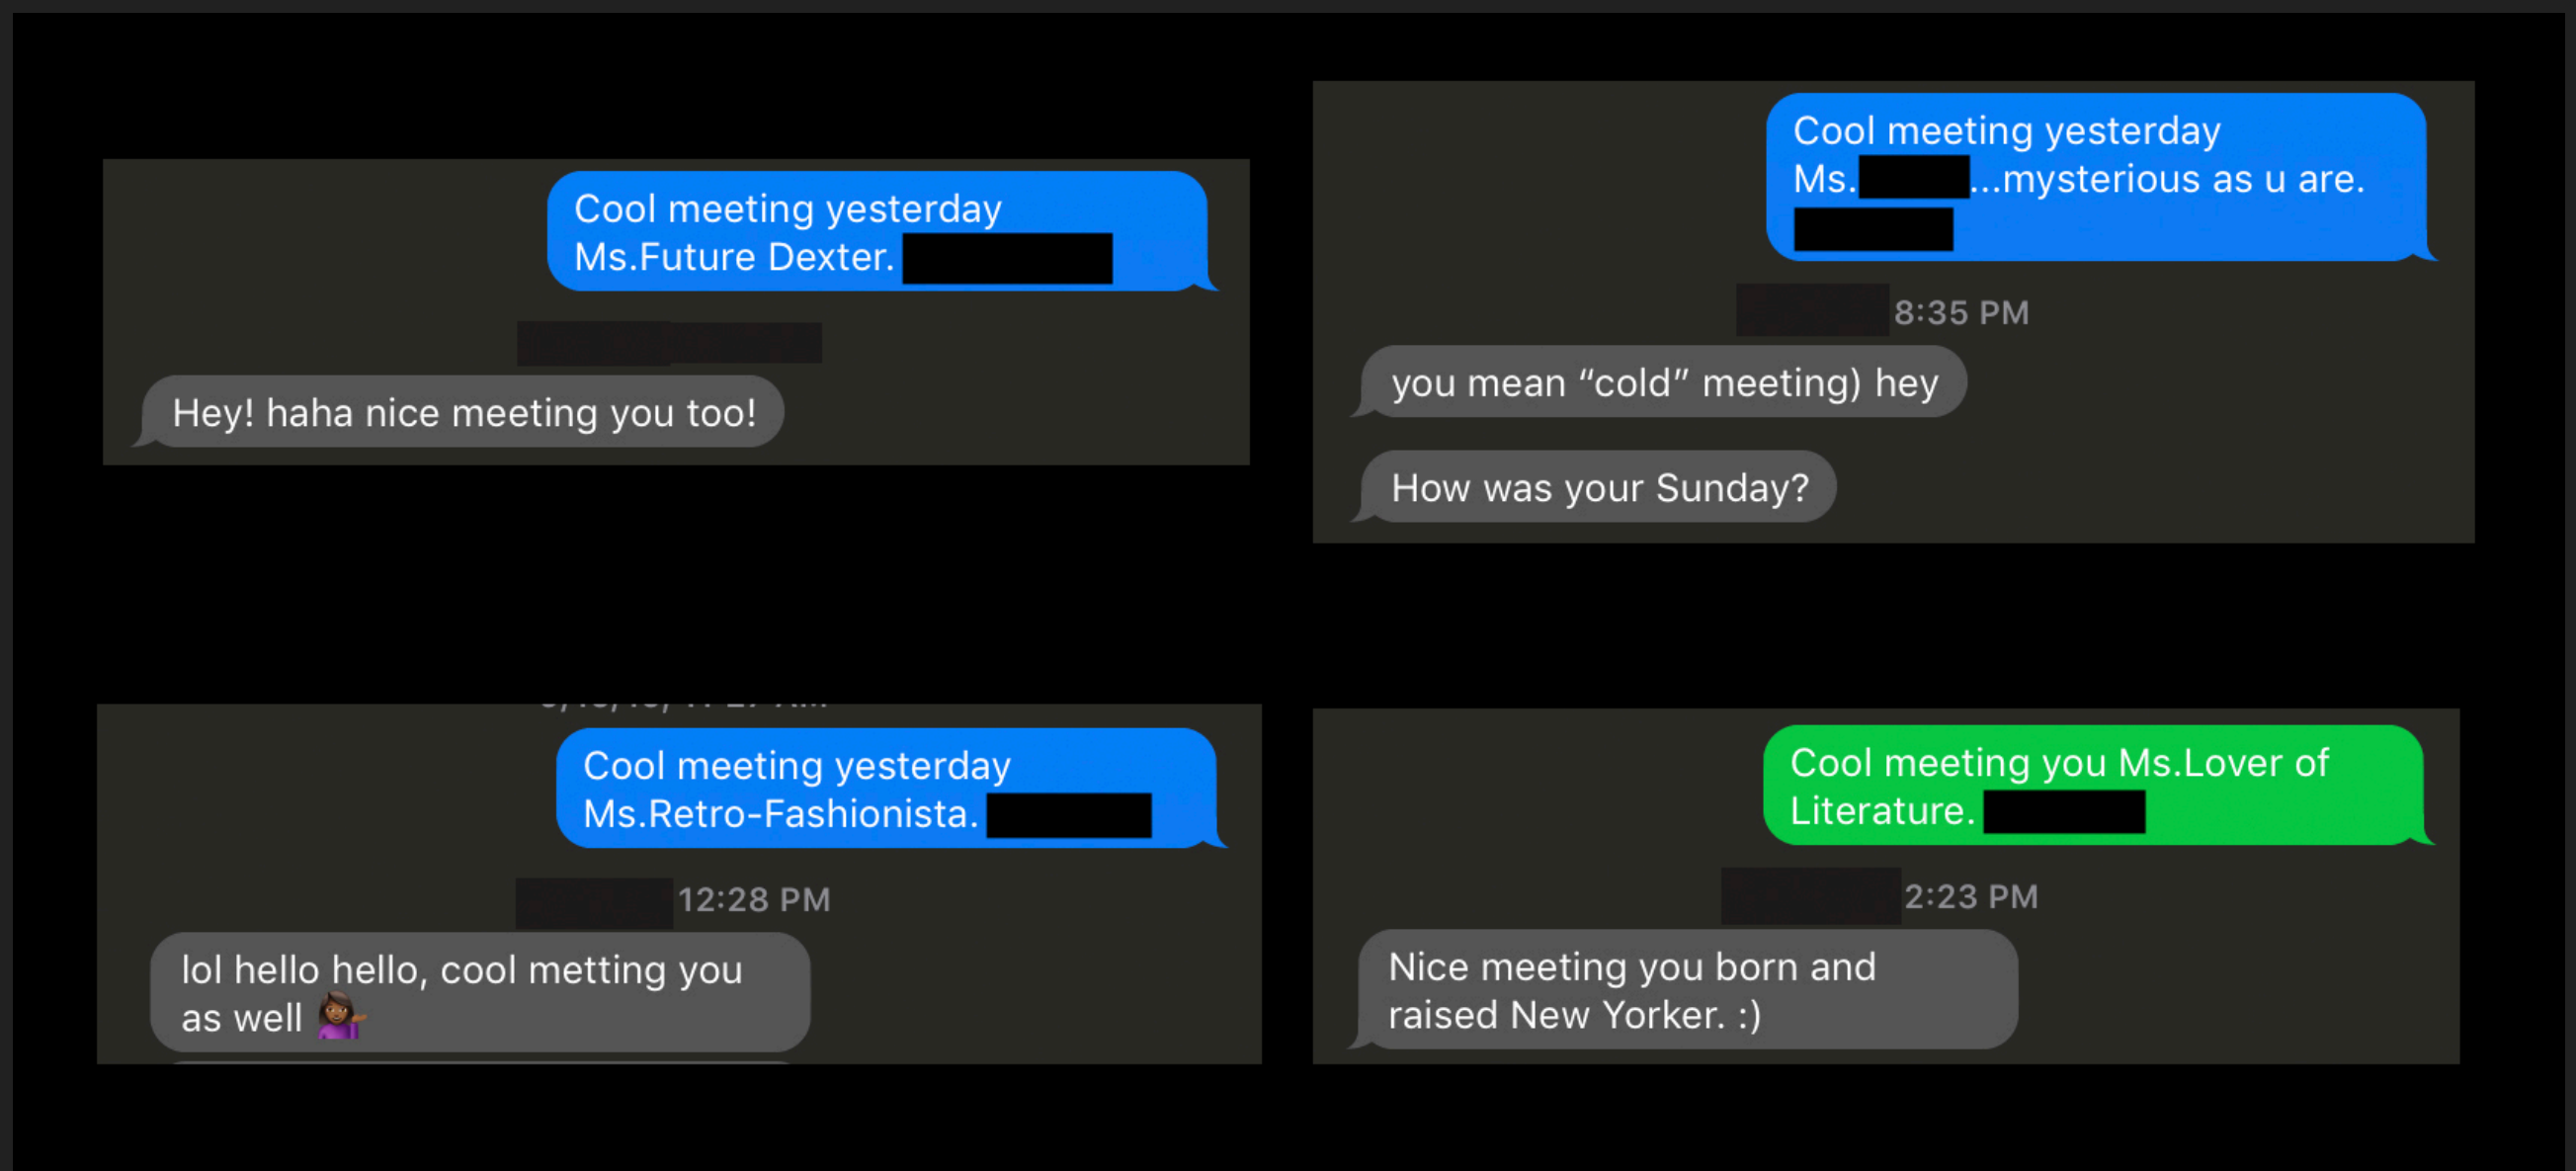 Cool meeting yesterday
Ms.Future Dexter.
Hey! haha nice meeting you too!
Cool meeting yesterday
Ms. ...mysterious as u are.
8:35 PM
you mean “cold” meeting) hey
How was your Sunday?
Cool meeting yesterday
Ms.Retro-Fashionista.
12:28 PM
lol hello hello, cool metting you
as well 💁🏾‍♀️
Cool meeting you Ms.Lover of
Literature.
2:23 PM
Nice meeting you born and
raised New Yorker. :)